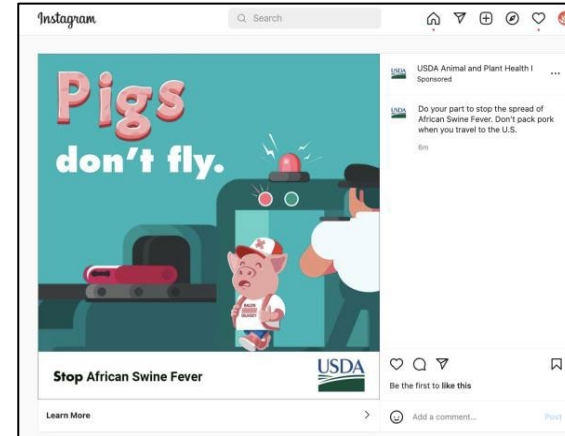 Instagram
Search
Pigs
don't fly.
Stop African Swine Fever
USDA
Learn More
USDA
USDA Animal and Plant Health I
Sponsored
USDA
Do your part to stop the spread of
African Swine Fever. Don't pack pork
when you travel to the U.S.
6m
Be the first to like this
Add a comment...
Post